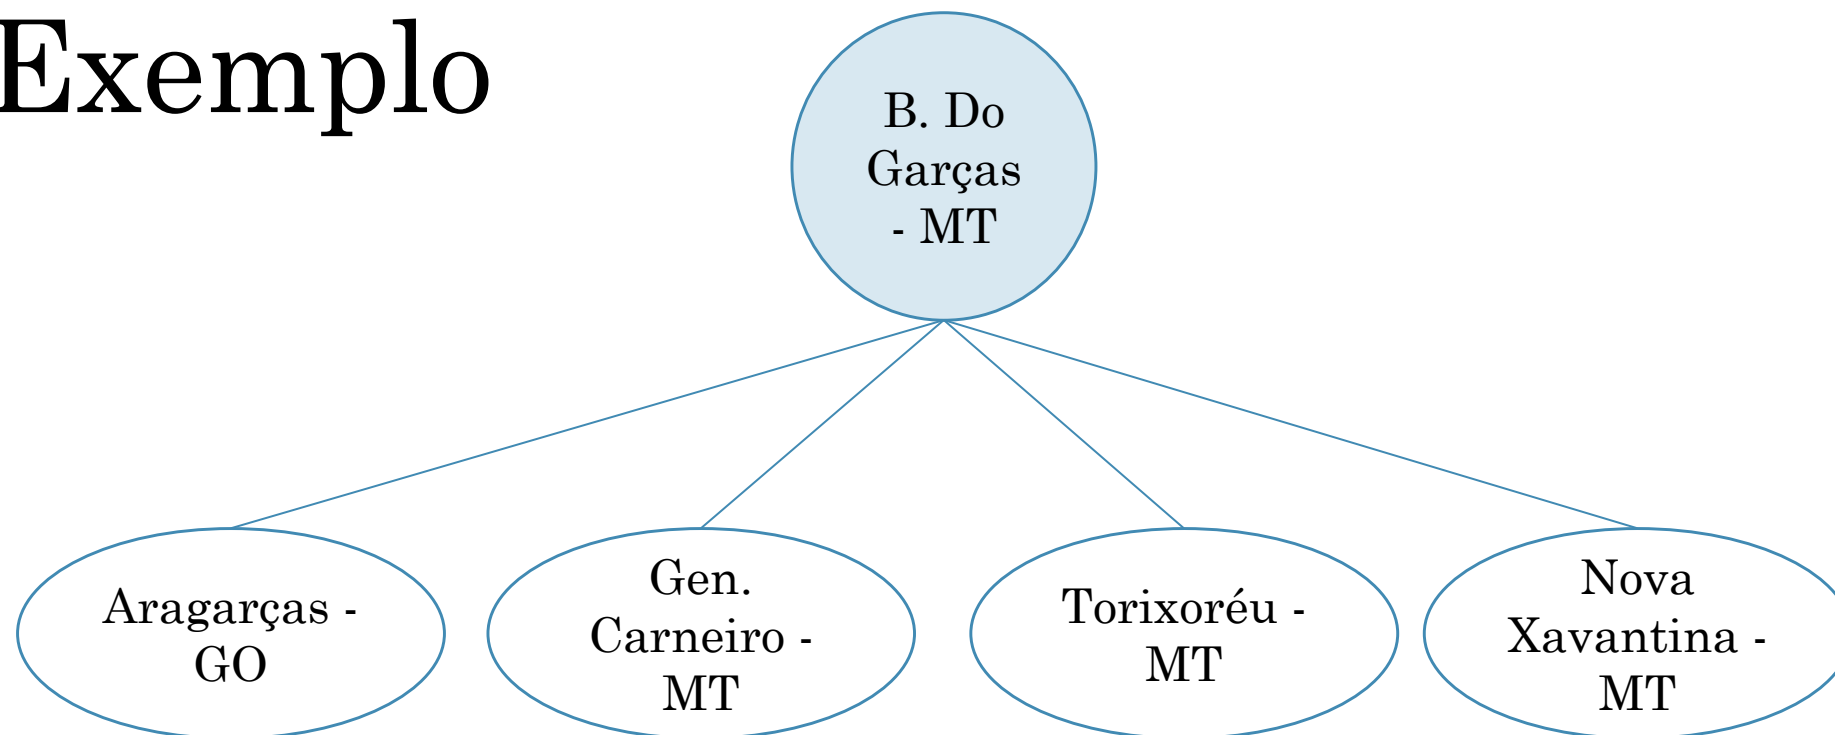 Exemplo
B. Do
Garças
- MT
Aragarças -
GO
Gen.
Carneiro -
MT
Torixoréu -
MT
Nova
Xavantina -
MT